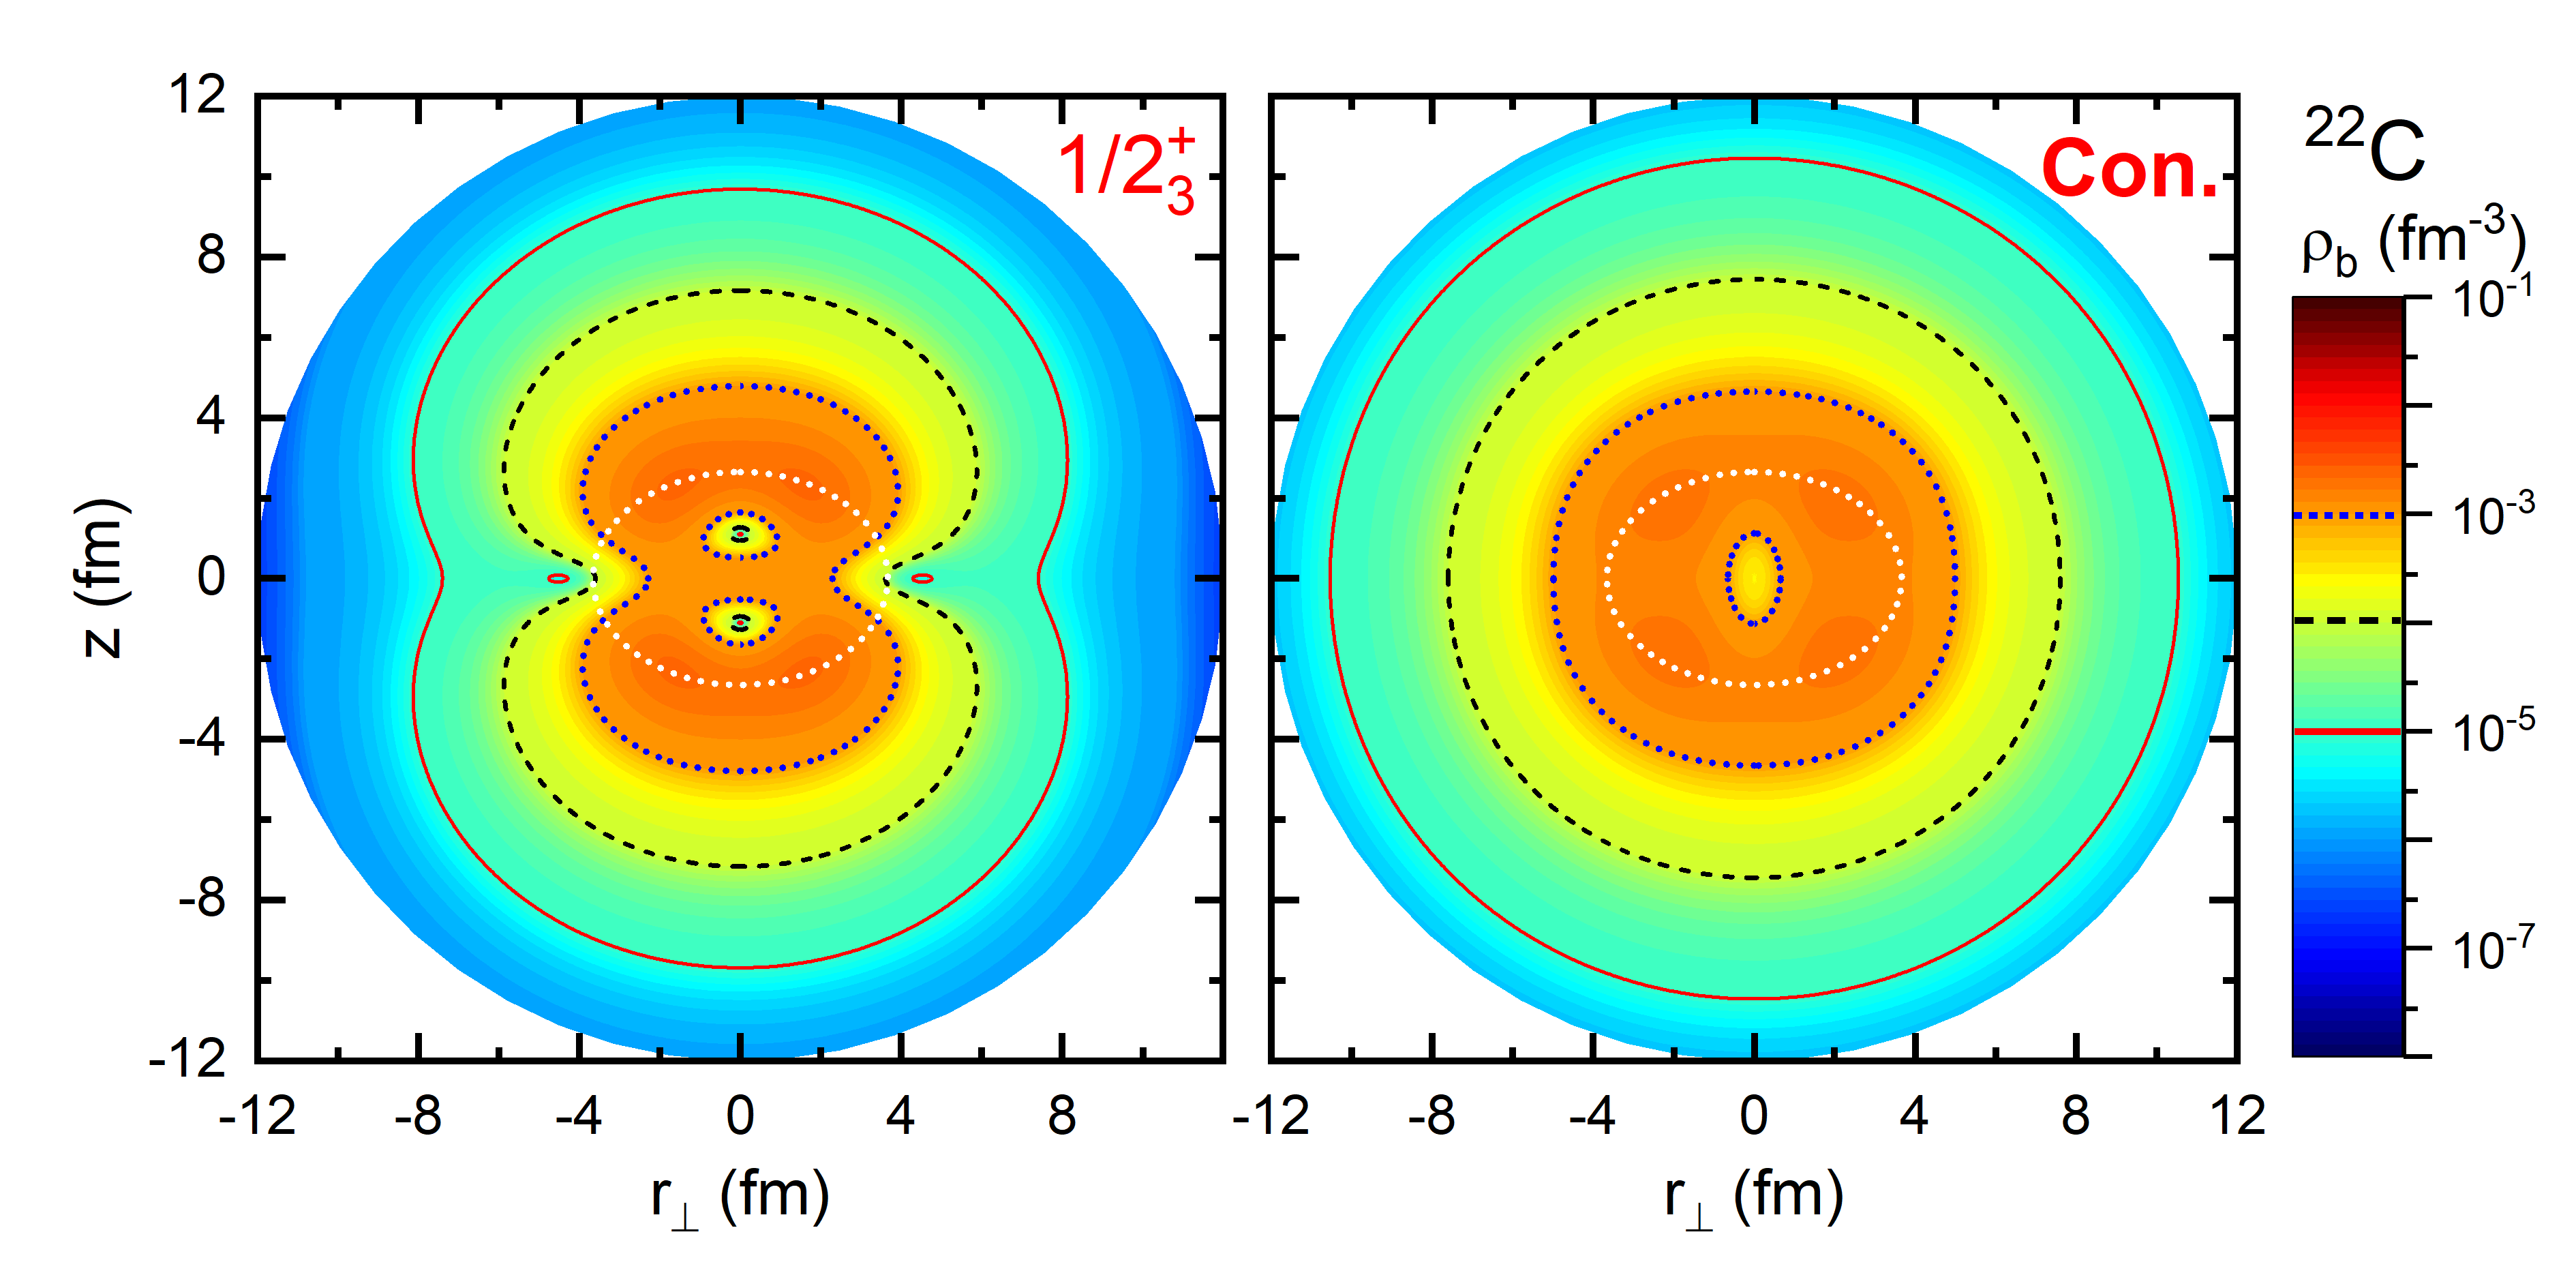 12
8
4
0
-4
-8
-12
z (fm)
1/2₃⁺
-12 -4 0 4 8
-8
r⊥ (fm)
Con.
-12 -8 -4 0 4 8 12
r⊥ (fm)
²²C
ρb (fm⁻³)
10⁻¹
10⁻³
10⁻⁵
10⁻⁷